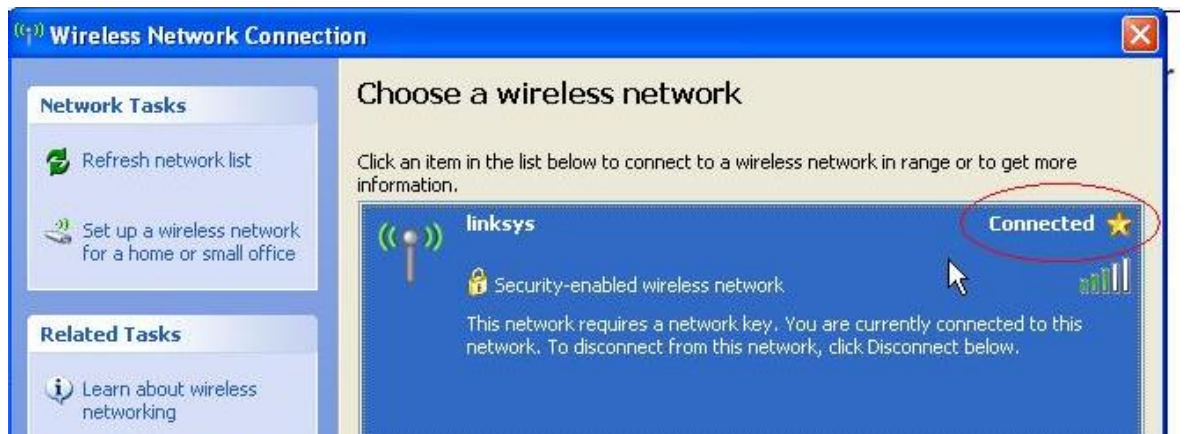 Wireless Network Connection
Network Tasks
Refresh network list
Set up a wireless network
for a home or small office
Related Tasks
Learn about wireless
networking
Choose a wireless network
Click an item in the list below to connect to a wireless network in range or to get more
information.
linksys
Connected
Security-enabled wireless network
This network requires a network key. You are currently connected to this
network. To disconnect from this network, click Disconnect below.